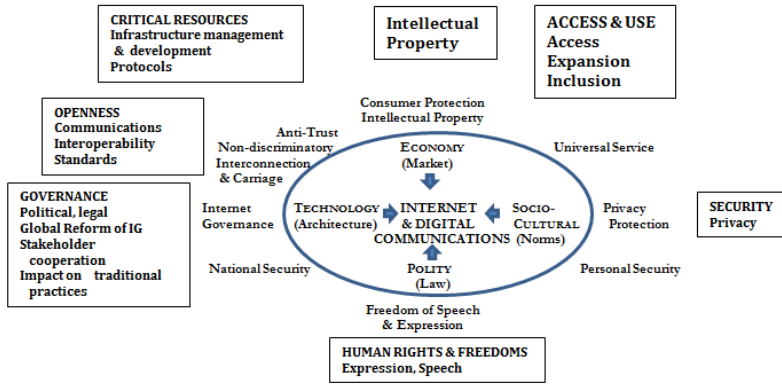 CRITICAL RESOURCES
Infrastructure management
& development
Protocols
Intellectual
Property
ACCESS & USE
Access
Expansion
Inclusion
OPENNESS
Communications
Interoperability
Standards
Consumer Protection
Intellectual Property
Anti-Trust
Non-discriminatory
Interconnection
& Carriage
ECONOMY
(Market)
Universal Service
GOVERNANCE
Political, legal
Global Reform of IG
Stakeholder
cooperation
Impact on traditional
practices
Internet
Governance
TECHNOLOGY
(Architecture)
INTERNET
& DIGITAL
COMMUNICATIONS
SOCIO-
CULTURAL
(Norms)
Privacy
Protection
SECURITY
Privacy
National Security
POLITY
(Law)
Personal Security
Freedom of Speech
& Expression
HUMAN RIGHTS & FREEDOMS
Expression, Speech